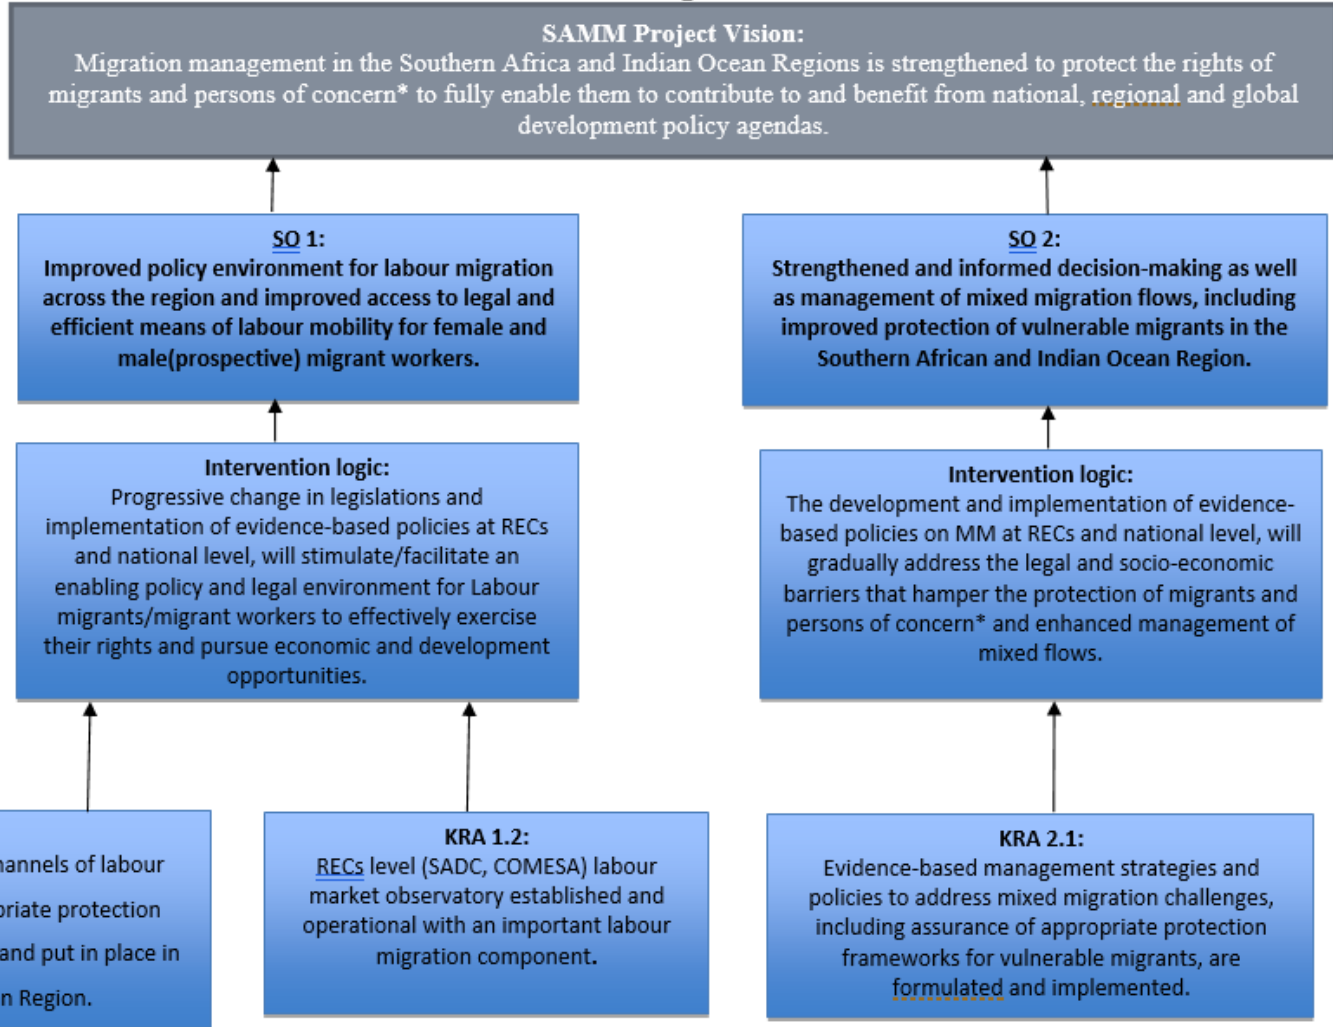 SAMM Project Vision:
Migration management in the Southern Africa and Indian Ocean Regions is strengthened to protect the rights of
migrants and persons of concern* to fully enable them to contribute to and benefit from national, regional and global
development policy agendas.
SO 1:
Improved policy environment for labour migration
across the region and improved access to legal and
efficient means of labour mobility for female and
male(prospective) migrant workers.
SO 2:
Strengthened and informed decision-making as well
as management of mixed migration flows, including
improved protection of vulnerable migrants in the
Southern African and Indian Ocean Region.
Intervention logic:
Progressive change in legislations and
implementation of evidence-based policies at RECs
and national level, will stimulate/facilitate an
enabling policy and legal environment for Labour
migrants/migrant workers to effectively exercise
their rights and pursue economic and development
opportunities.
Intervention logic:
The development and implementation of evidence-
based policies on MM at RECs and national level, will
gradually address the legal and socio-economic
barriers that hamper the protection of migrants and
persons of concern* and enhanced management of
mixed flows.
of labour
protection
and put in place in
Region.
KRA 1.2:
RECs level (SADC, COMESA) labour
market observatory established and
operational with an important labour
migration component.
KRA 2.1:
Evidence-based management strategies and
policies to address mixed migration challenges,
including assurance of appropriate protection
frameworks for vulnerable migrants, are
formulated and implemented.